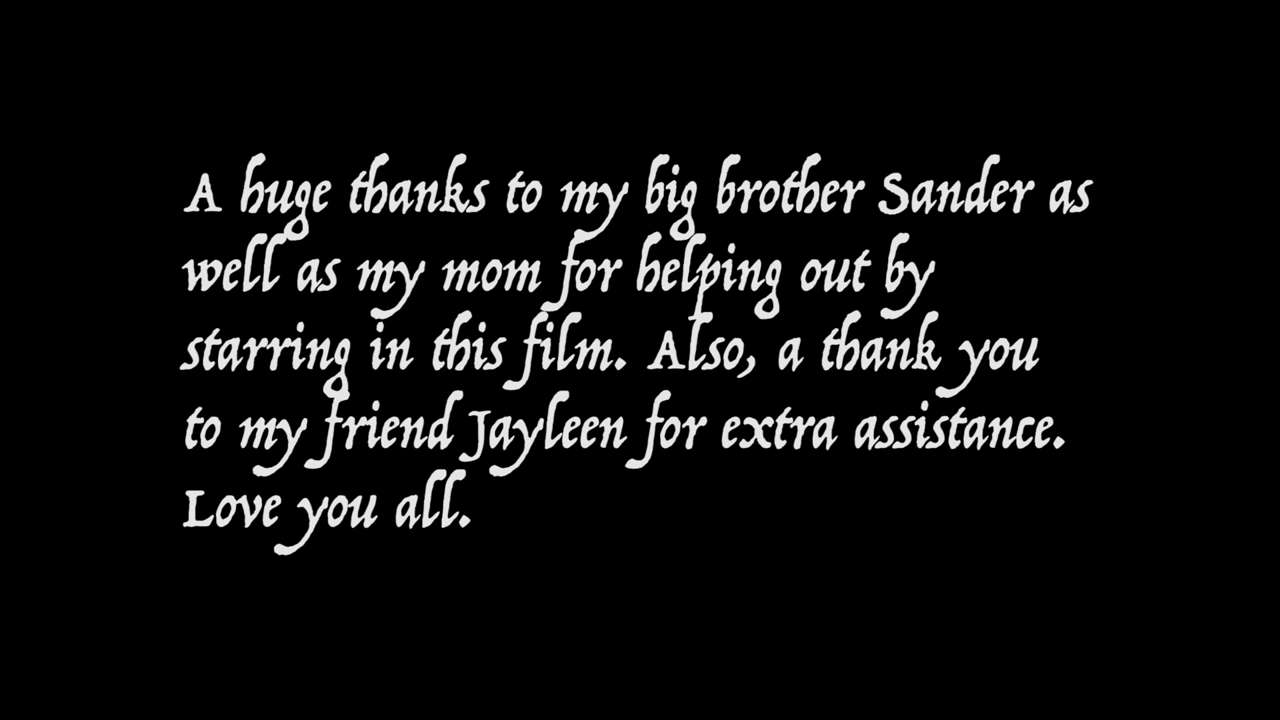 A huge thanks to my big brother Sander as
well as my mom for helping out by
starring in this film. Also, a thank you
to my friend Jayleen for extra assistance.
Love you all.